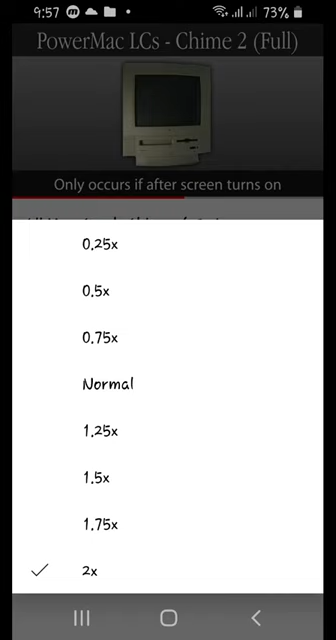 9:57
73%
PowerMac LCs - Chime 2 (Full)
Only occurs if after screen turns on
0.25x
0.5x
0.75x
Normal
1.25x
1.5x
1.75x
2x